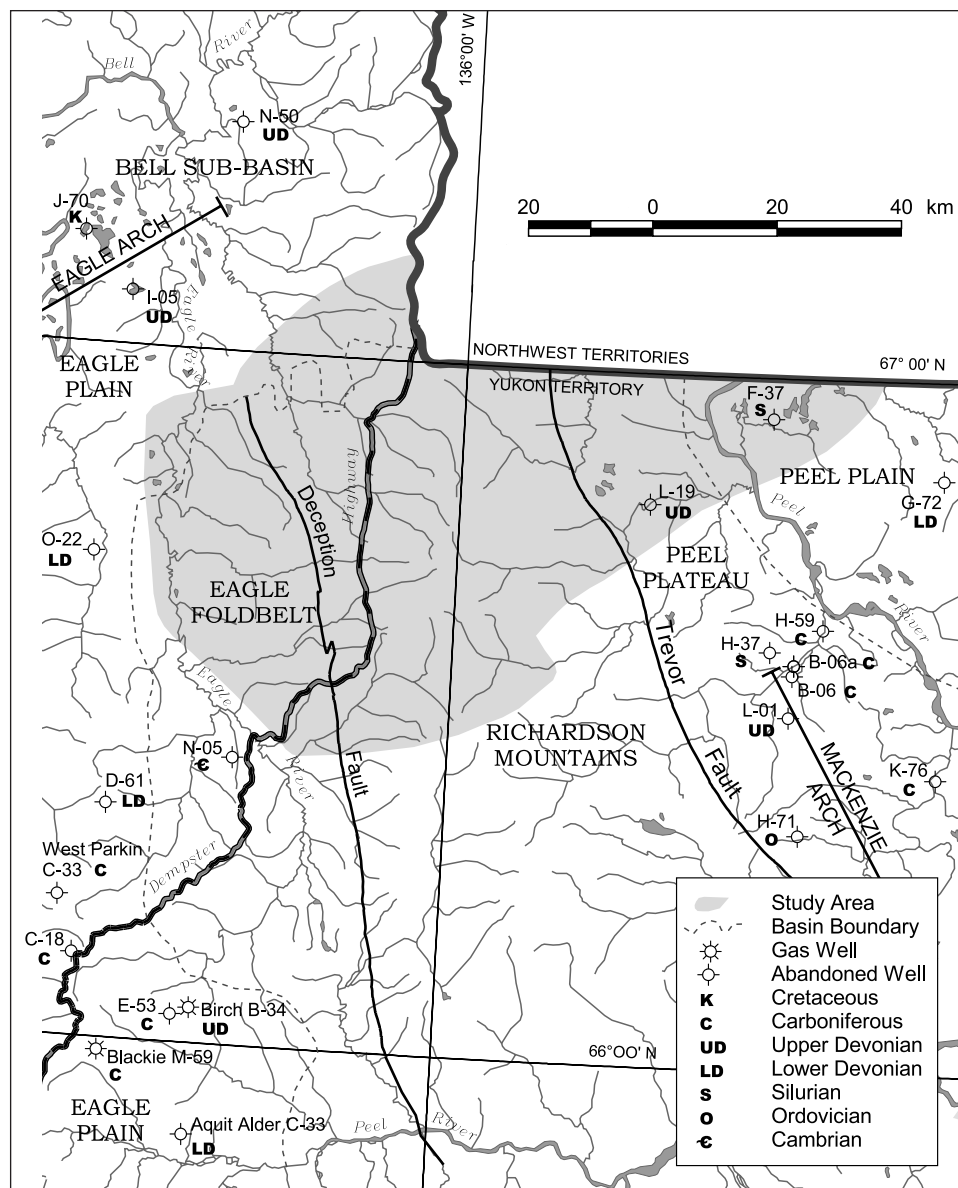 River
136°00' W
Bell
N-50
UD
BELL SUB-BASIN
J-70
K
EAGLE ARCH
20 0 20 40 km
I-05
UD
Eagle River
EAGLE
PLAIN
NORTHWEST TERRITORIES
YUKON TERRITORY
67° 00' N
F-37
S
Highway
PEEL PLAIN
G-72
LD
Deception
L-19
UD
Peel
O-22
LD
PEEL
PLATEAU
EAGLE
FOLDBELT
River
H-59
C
Trevor
H-37
S
B-06a C
B-06 C
Eagle
L-01
UD
RICHARDSON
MOUNTAINS
N-05
Є
River
Fault
MACKENZIE
ARCH
D-61 LD
K-76
C
Fault
H-71
O
West Parkin
C-33 C
Dempster
C-18
C
E-53
C
Birch B-34
UD
Blackie M-59
C
66°OO' N
EAGLE
PLAIN
Aquit Alder,C-33
LD
Peel River
Study Area
Basin Boundary
Gas Well
Abandoned Well
K Cretaceous
C Carboniferous
UD Upper Devonian
LD Lower Devonian
S Silurian
O Ordovician
Є Cambrian